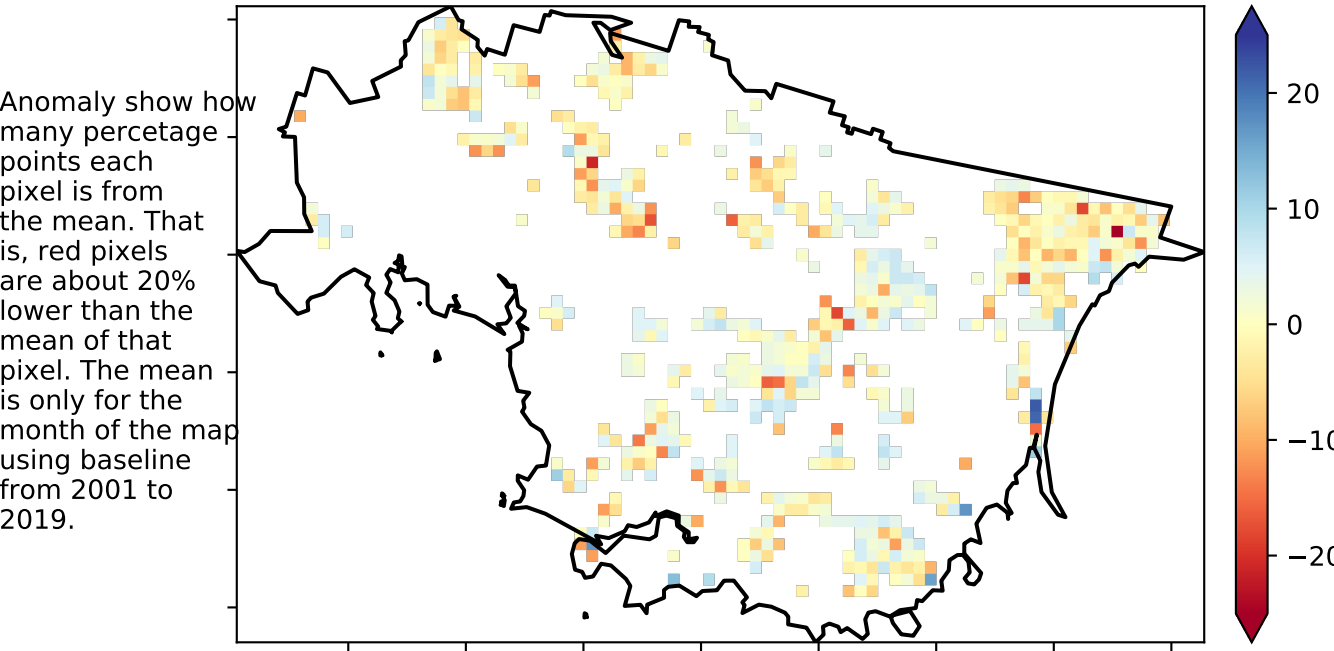 Anomaly show how
many percetage
points each
pixel is from
the mean. That
is, red pixels
are about 20%
lower than the
mean of that
pixel. The mean
is only for the
month of the map
using baseline
from 2001 to
2019.
20
10
0
−10
−20